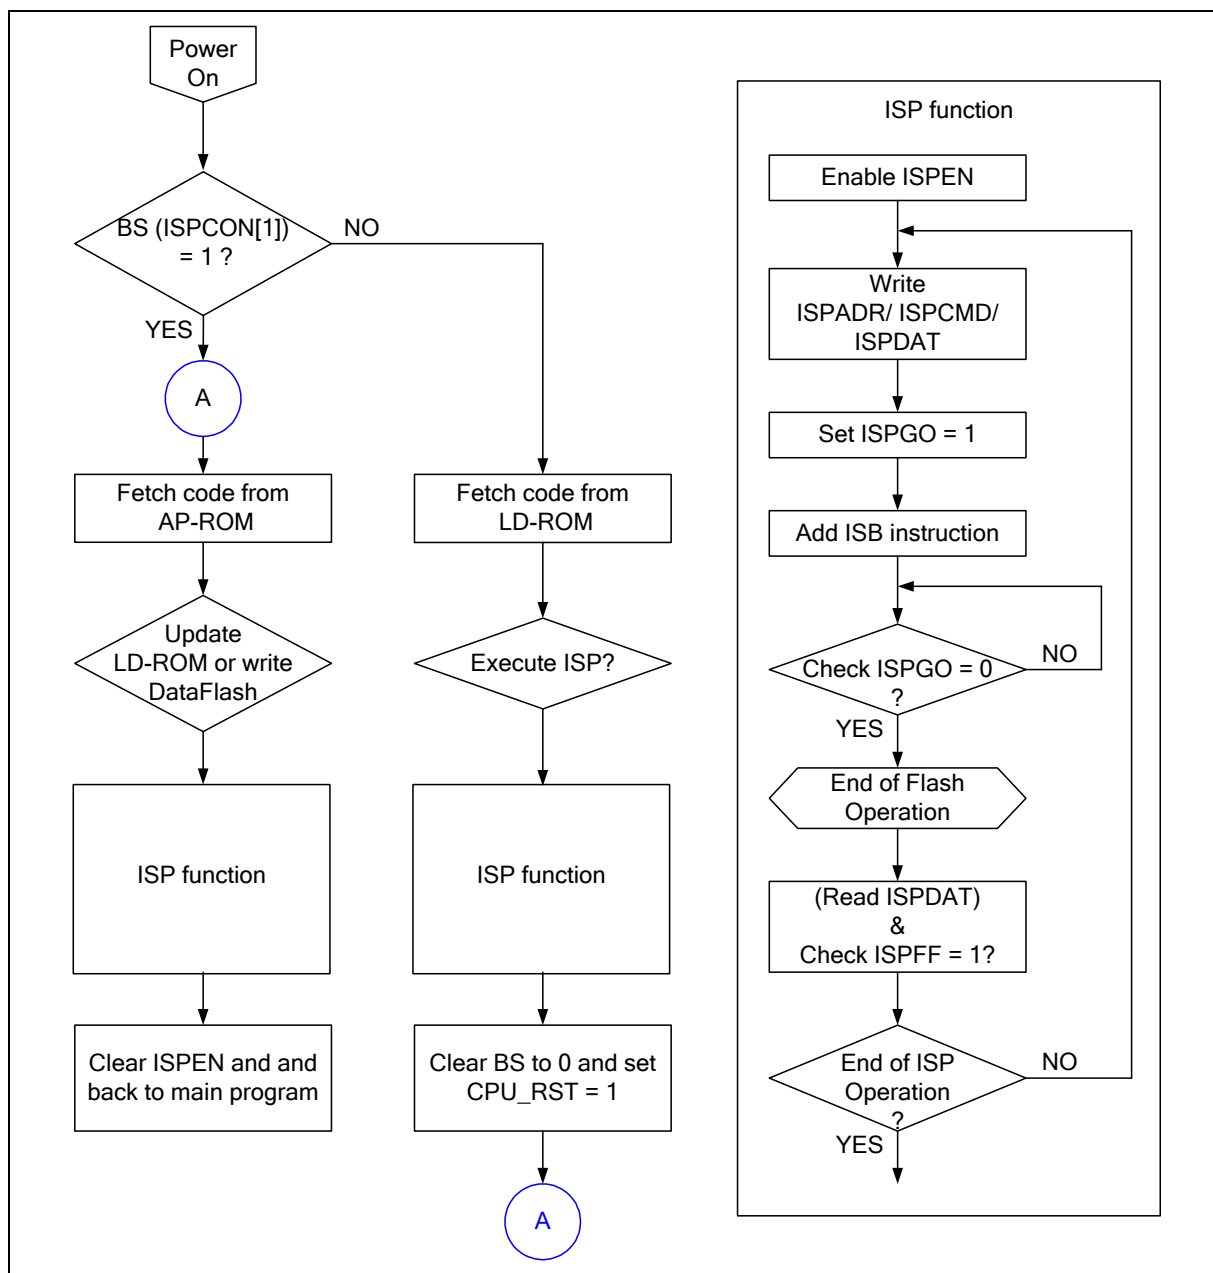 Power
On
BS (ISPCON[1])
= 1 ?
NO
YES
A
Fetch code from
AP-ROM
Update
LD-ROM or write
DataFlash
ISP function
Clear ISPEN and and
back to main program
Fetch code from
LD-ROM
Execute ISP?
ISP function
Clear BS to 0 and set
CPU_RST = 1
A
ISP function
Enable ISPEN
Write
ISPADR/ ISPCMD/
ISPDAT
Set ISPGO = 1
Add ISB instruction
Check ISPGO = 0
?
NO
YES
End of Flash
Operation
(Read ISPDAT)
&
Check ISPFF = 1?
End of ISP
Operation
?
NO
YES